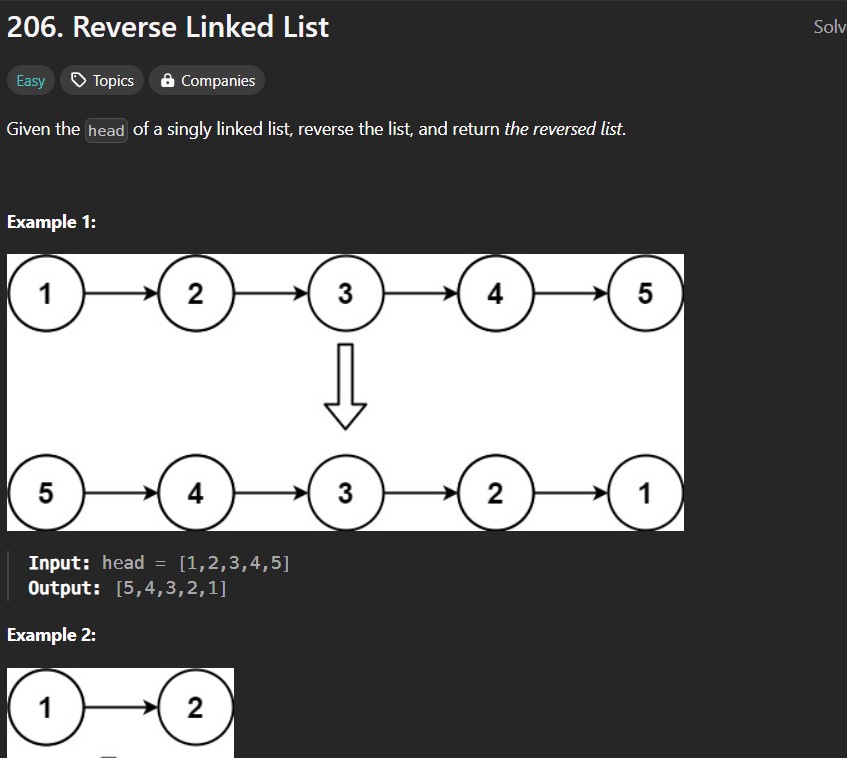 206. Reverse Linked List
Solv
Easy Topics Companies
Given the head of a singly linked list, reverse the list, and return the reversed list.
Example 1:
1 2 3 4 5
5 4 3 2 1
Input: head = [1,2,3,4,5]
Output: [5,4,3,2,1]
Example 2:
1 2